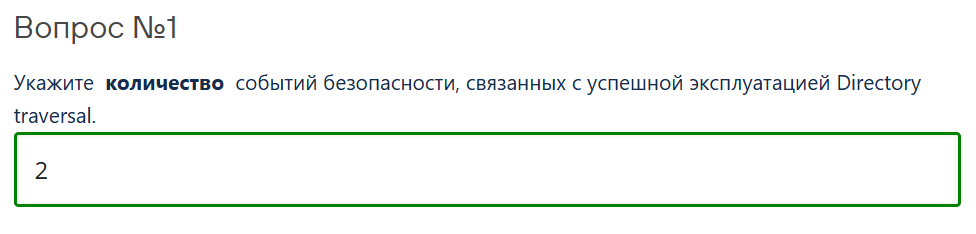 Вопрос №1
Укажите количество событий безопасности, связанных с успешной эксплуатацией Directory
traversal.
2